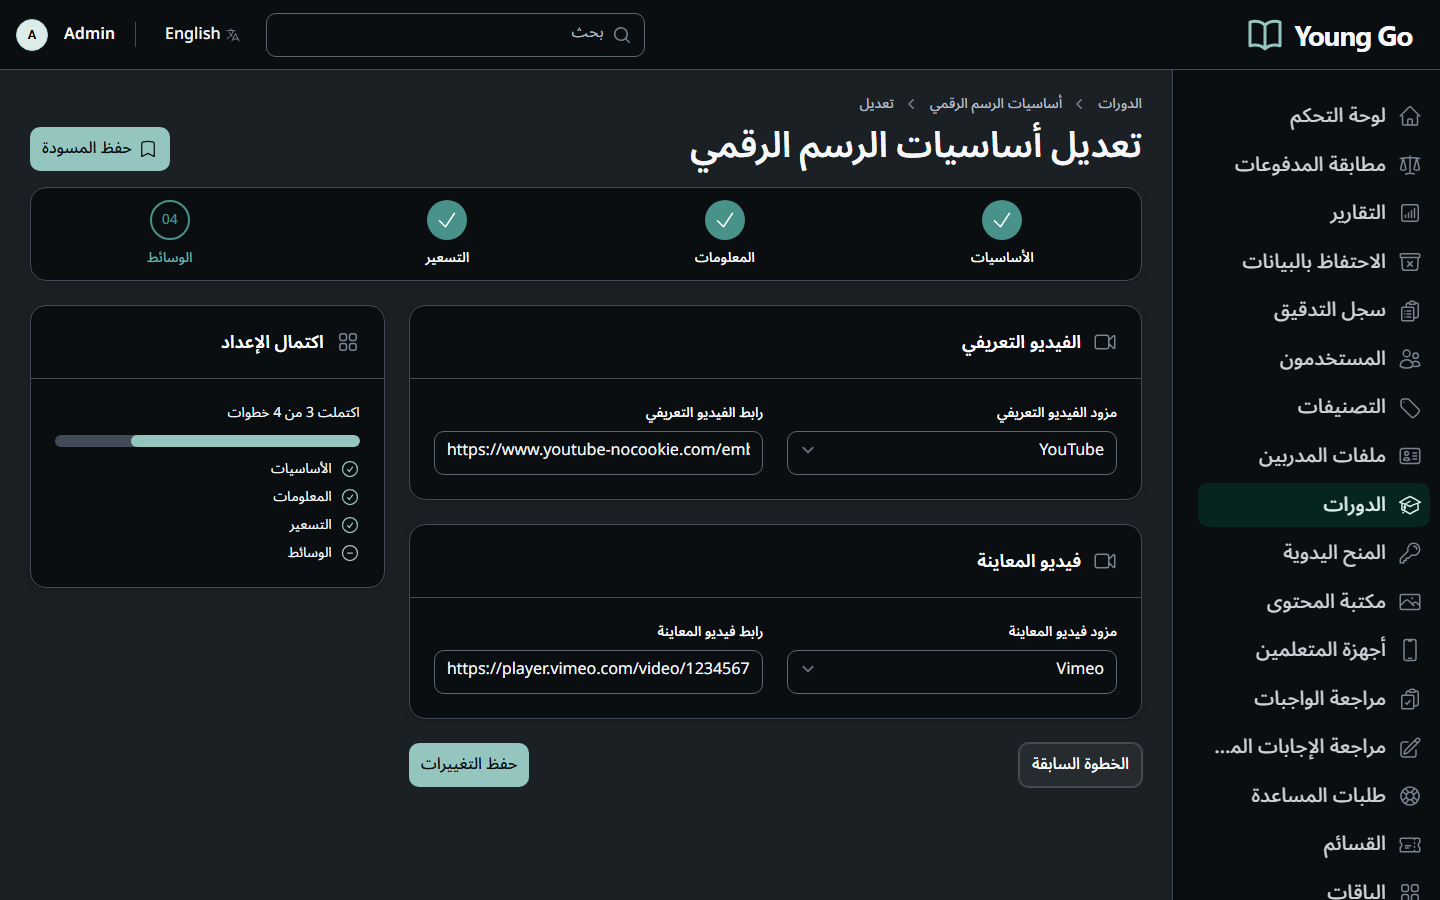 Young Go
بحث
English
Admin
A
لوحة التحكم
مطابقة المدفوعات
التقارير
الاحتفاظ بالبيانات
سجل التدقيق
المستخدمون
التصنيفات
ملفات المدربين
الدورات
المنح اليدوية
مكتبة المحتوى
أجهزة المتعلمين
مراجعة الواجبات
مراجعة الإجابات المـ...
طلبات المساعدة
القسائم
الباقات
الدورات
أساسيات الرسم الرقمي
تعديل
تعديل أساسيات الرسم الرقمي
حفظ المسودة
الأساسيات
المعلومات
التسعير
04
الوسائط
الفيديو التعريفي
مزود الفيديو التعريفي
رابط الفيديو التعريفي
YouTube
https://www.youtube-nocookie.com/emb
فيديو المعاينة
مزود فيديو المعاينة
رابط فيديو المعاينة
Vimeo
https://player.vimeo.com/video/1234567
الخطوة السابقة
حفظ التغييرات
اكتمال الإعداد
اكتملت 3 من 4 خطوات
الأساسيات
المعلومات
التسعير
الوسائط